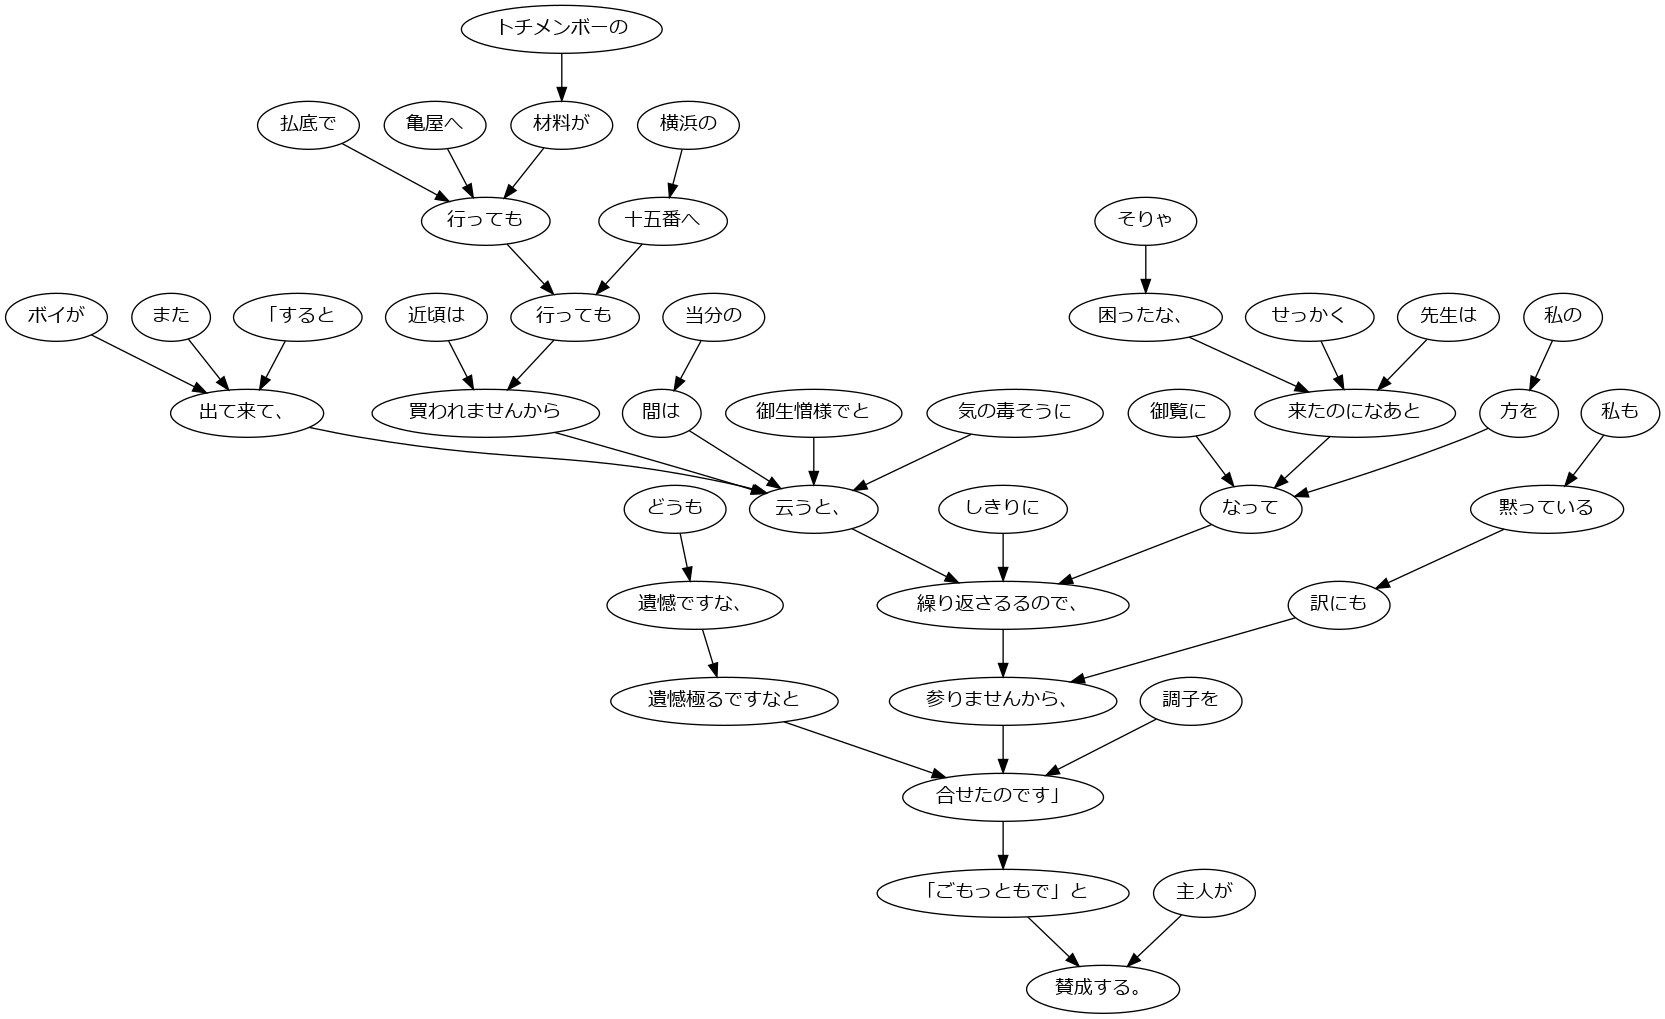 トチメンボーの
払底で
亀屋へ
材料が
横浜の
行っても
十五番へ
そりゃ
ボイが
また
「すると
近頃は
行っても
当分の
困ったな、
せっかく
先生は
私の
出て来て、
買われませんから
間は
御生憎様でと
気の毒そうに
御覧に
来たのになあと
方を
私も
どうも
云うと、
しきりに
なって
黙っている
遺憾ですな、
繰り返さるるので、
訳にも
遺憾極るですなと
参りませんから、
調子を
合せたのです」
「ごもっともで」と
主人が
賛成する。